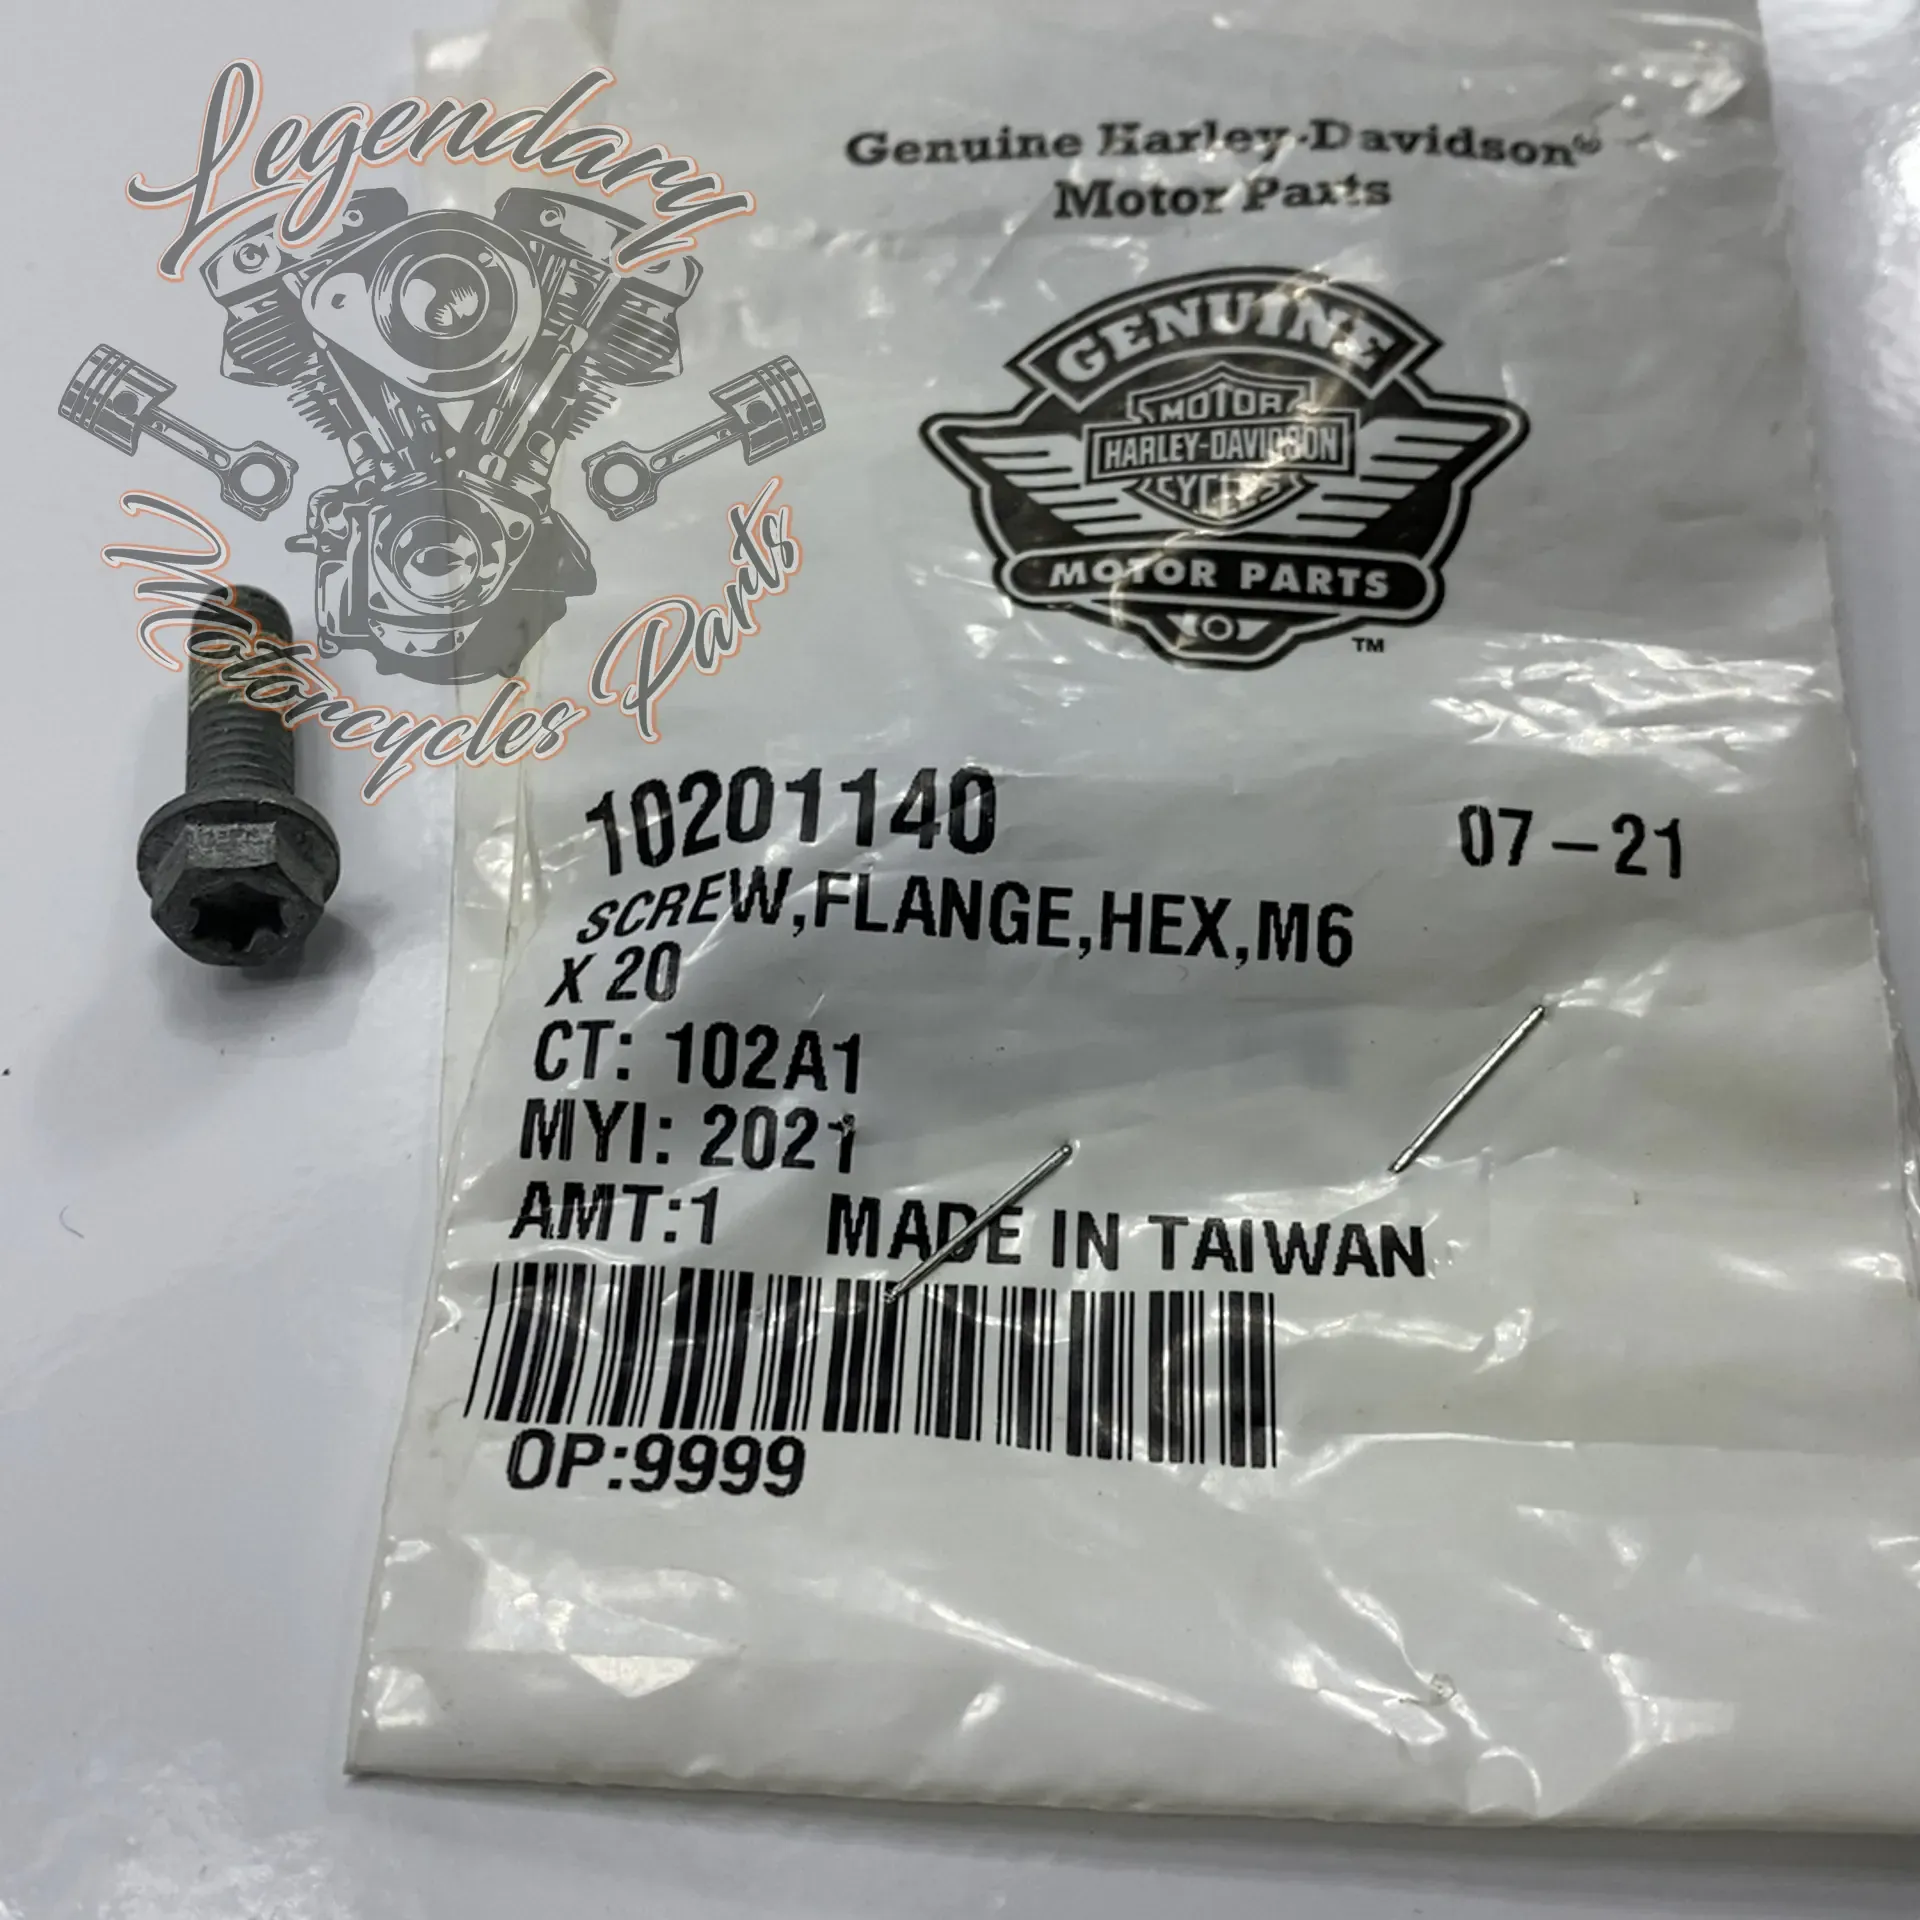 Legendary
Motorcycles Parts
Genuine Harley-Davidson®
Motor Parts
GENUINE
MOTOR
HARLEY-DAVIDSON
CYCLES
MOTOR PARTS
TM
10201140 07-21
SCREW,FLANGE,HEX,M6
X 20
CT: 102A1
MYI: 2021
AMT:1 MADE IN TAIWAN
OP:9999